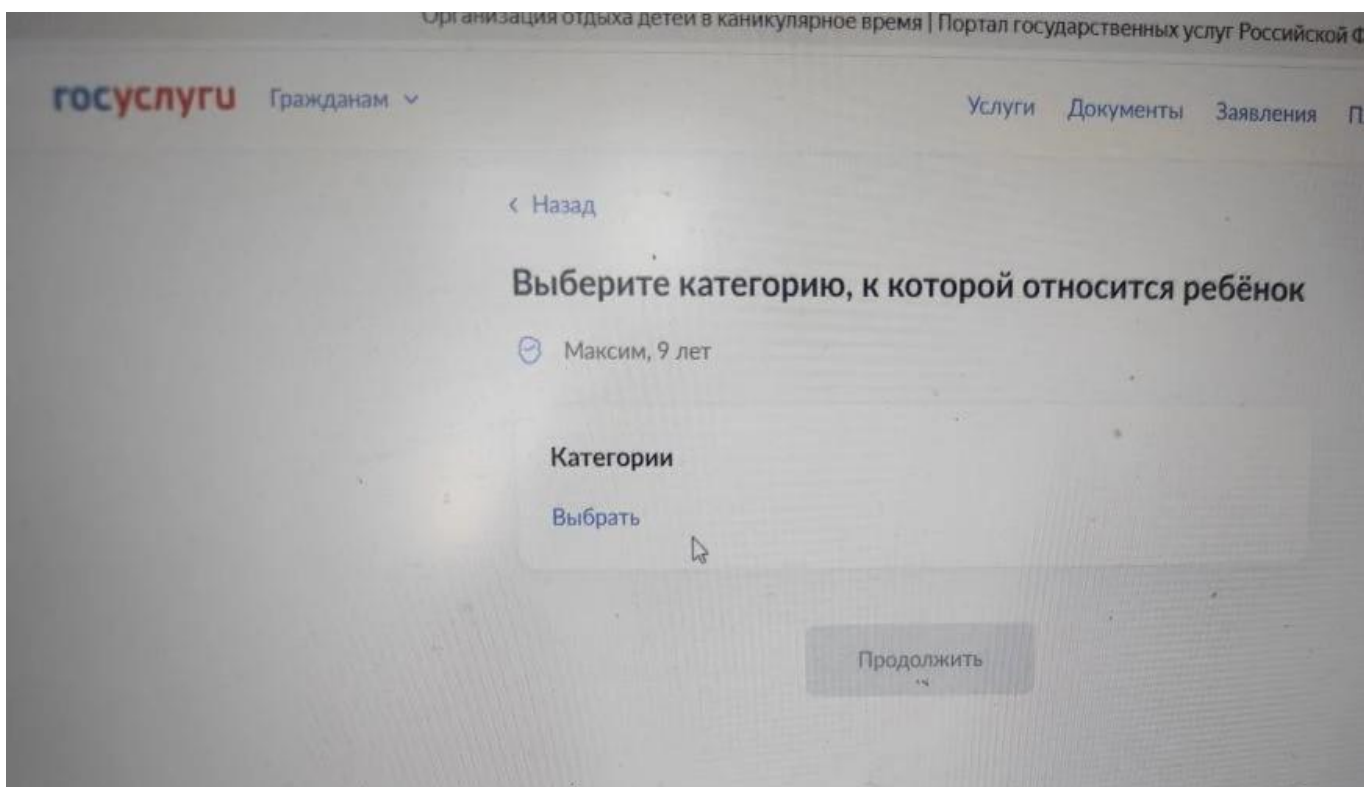 Организация отдыха детей в каникулярное время | Портал государственных услуг Российской Ф
госуслуги Гражданам Услуги Документы Заявления П
Назад
Выберите категорию, к которой относится ребёнок
Максим, 9 лет
Категории
Выбрать
Продолжить